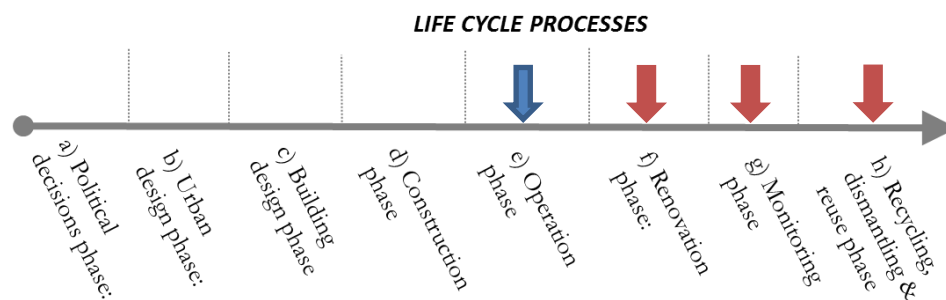 LIFE CYCLE PROCESSES
a) Political
decisions phase:
b) Urban
design phase:
c) Building
design phase
d) Construction
phase
e) Operation
phase
f) Renovation
phase:
g) Monitoring
phase
h) Recycling,
dismantling &
reuse phase